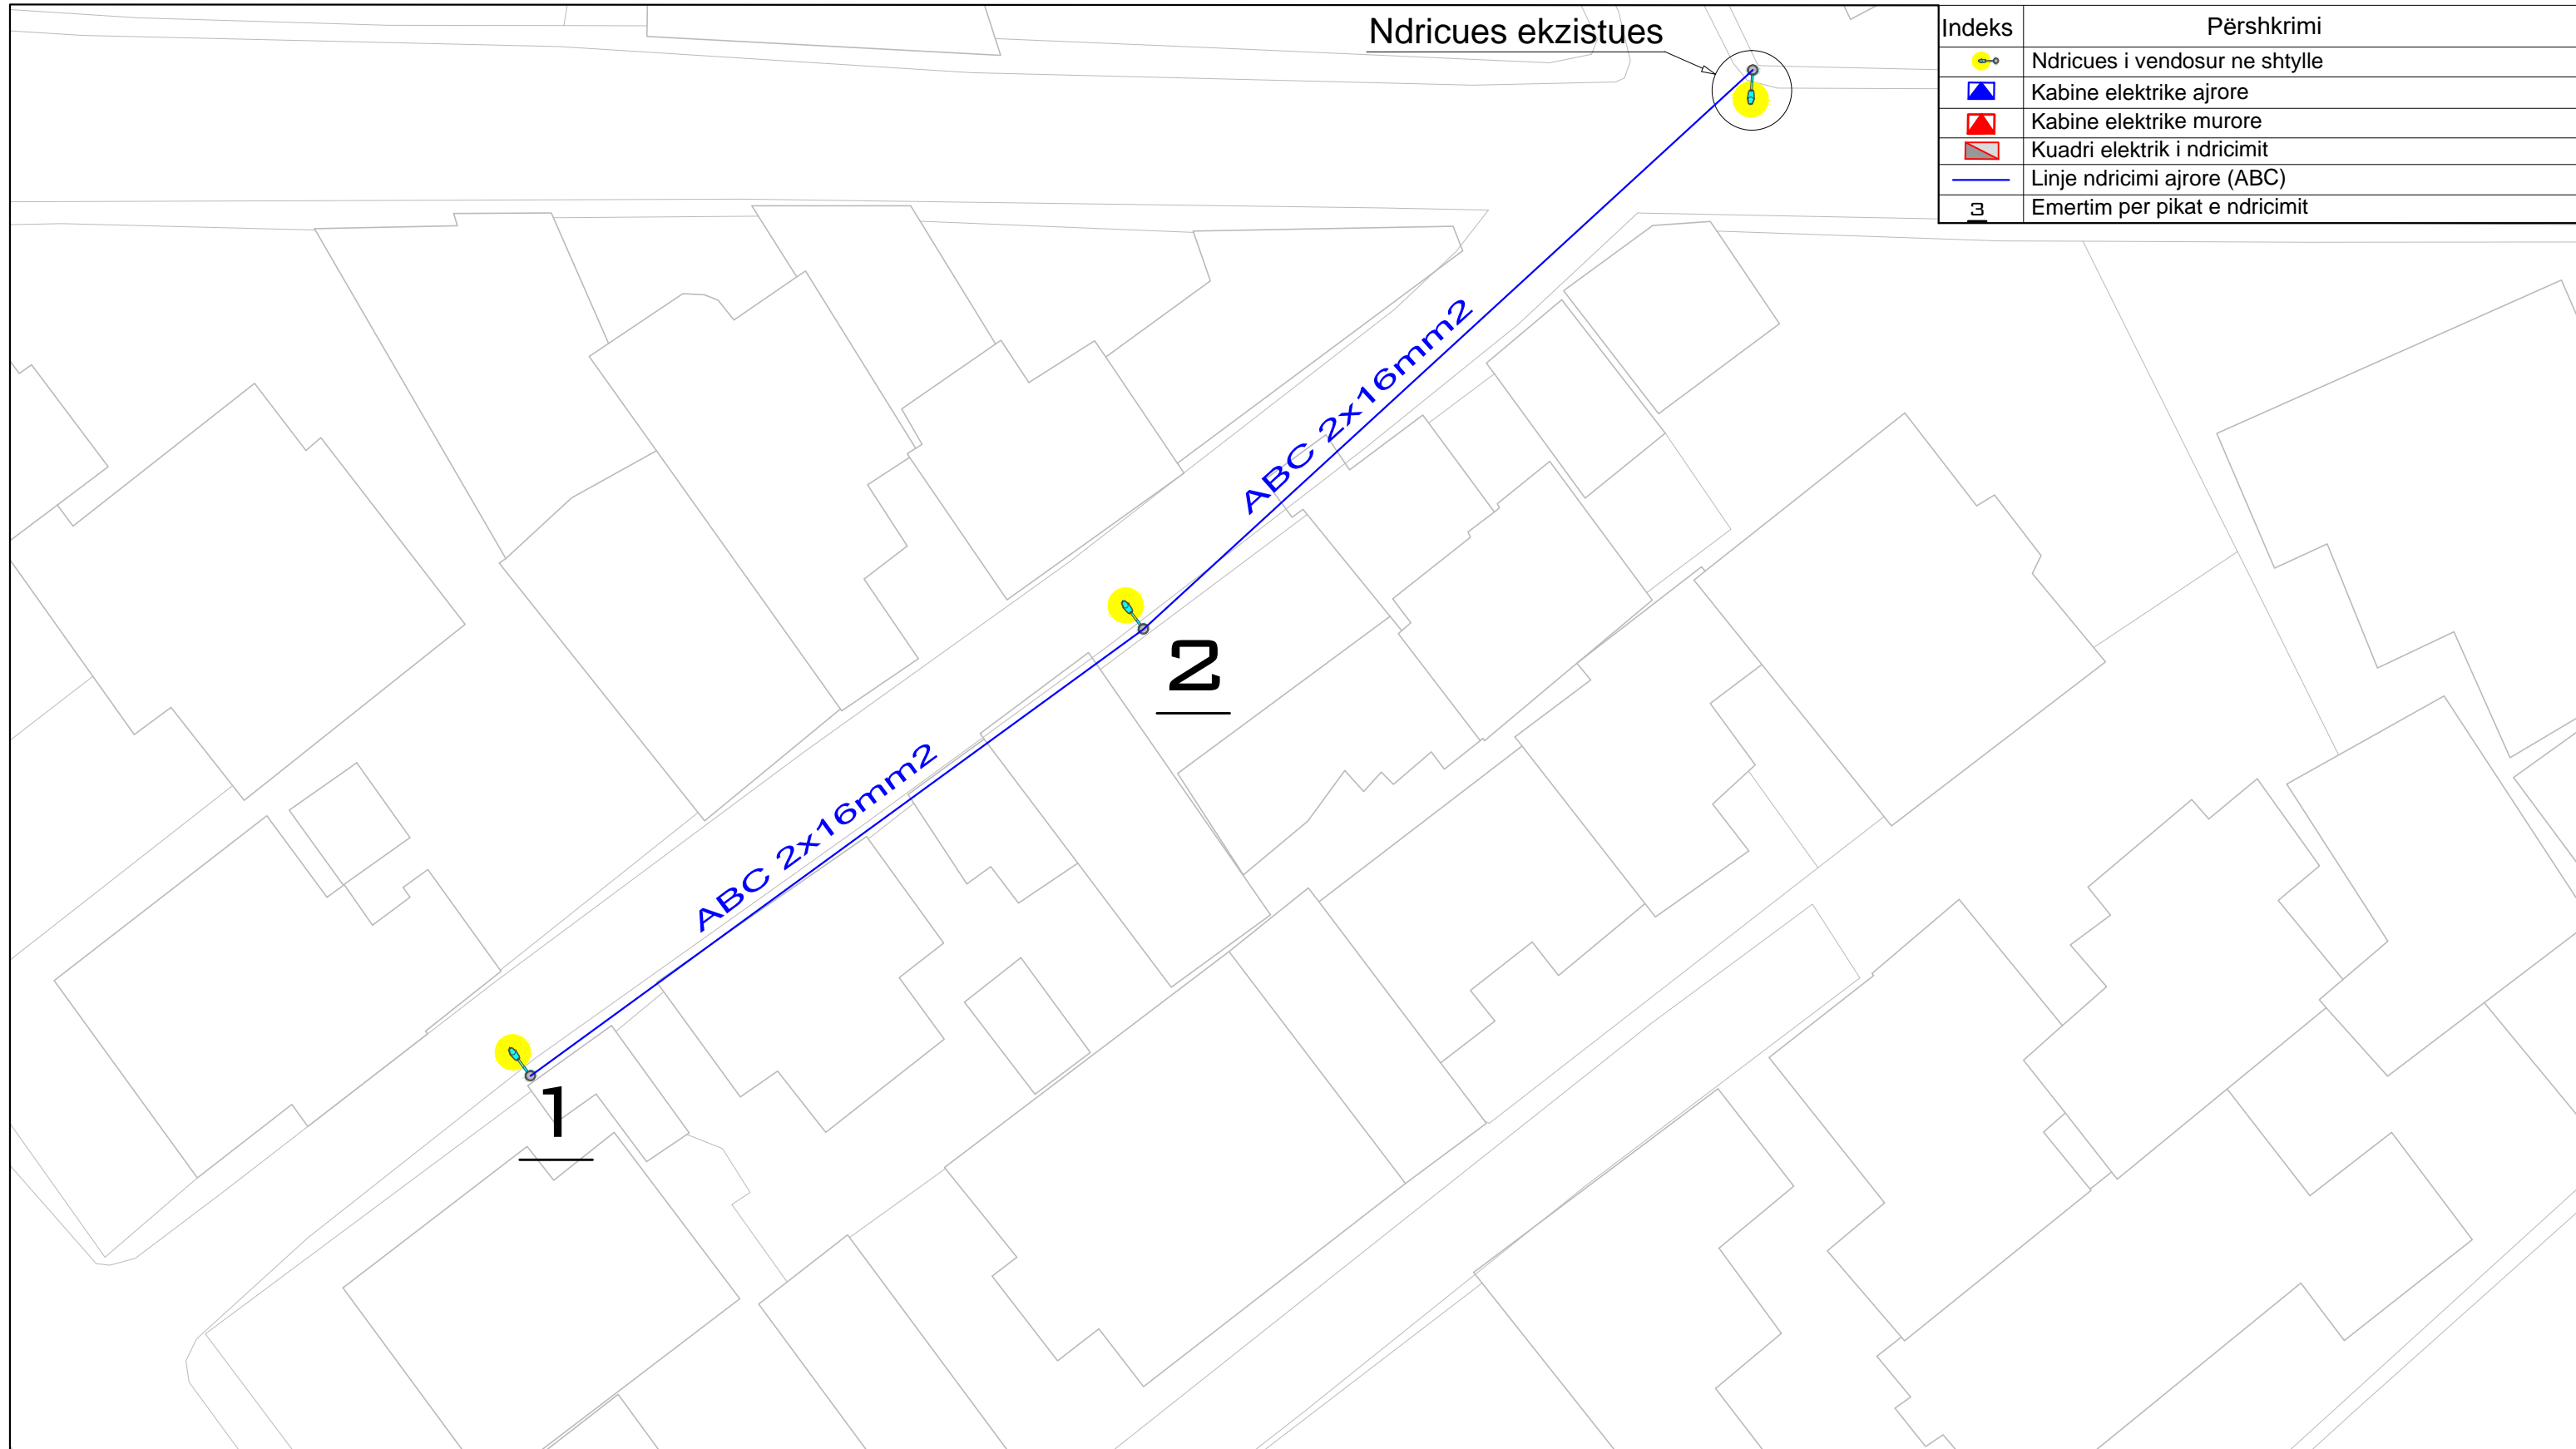 Ndricues ekzistues
Indeks Përshkrimi
Ndricues i vendosur ne shtylle
Kabine elektrike ajrore
Kabine elektrike murore
Kuadri elektrik i ndricimit
Linje ndricimi ajrore (ABC)
3 Emertim per pikat e ndricimit
ABC 2x16mm2
2
ABC 2x16mm2
1